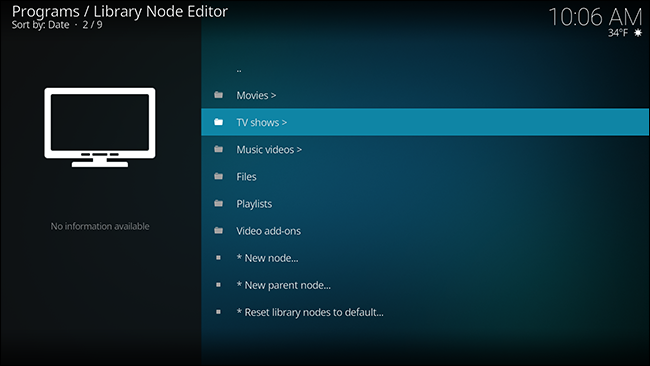 Programs / Library Node Editor
Sort by: Date · 2 / 9
10:06 AM
34°F
..
Movies >
TV shows >
Music videos >
Files
Playlists
Video add-ons
* New node...
* New parent node...
* Reset library nodes to default...
No information available